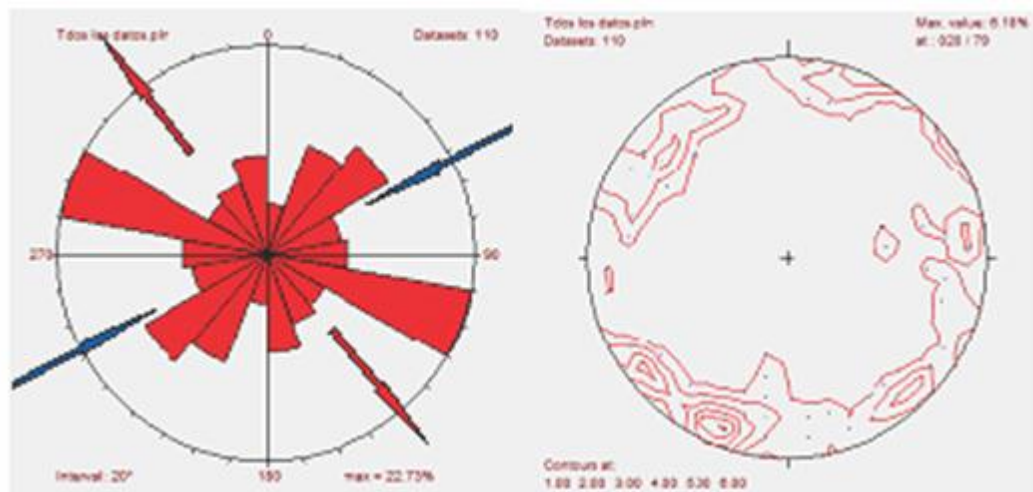 Tdos los datos.pln
0
Datasets: 110
270
90
Interval: 20°
180
max = 22.73%
Tdos los datos.pln
Max. value: 6.18%
Datasets: 110
at : 028 / 79
Contours at:
1.00 2.00 3.00 4.00 5.00 6.00